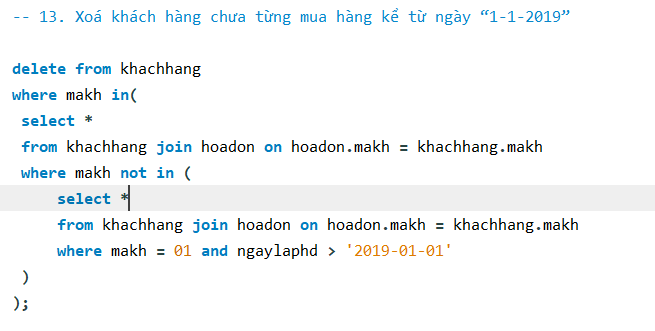 -- 13. Xoá khách hàng chưa từng mua hàng kể từ ngày “1-1-2019”
delete from khachhang
where makh in(
select *
from khachhang join hoadon on hoadon.makh = khachhang.makh
where makh not in (
select *
from khachhang join hoadon on hoadon.makh = khachhang.makh
where makh = 01 and ngaylaphd > '2019-01-01'
)
);